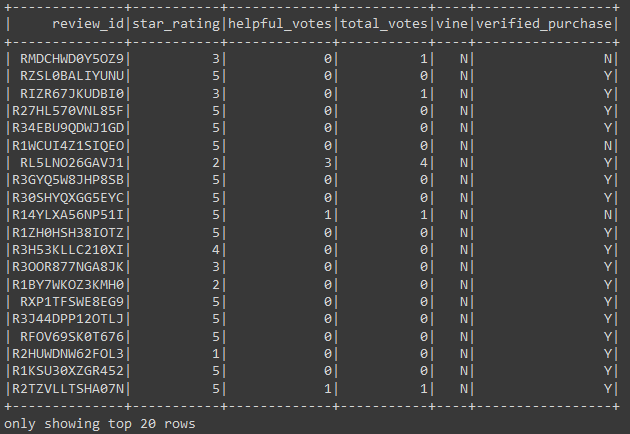 +--------------+-----------+-------------+-----------+----+-----------------+
|     review_id|star_rating|helpful_votes|total_votes|vine|verified_purchase|
+--------------+-----------+-------------+-----------+----+-----------------+
| RMDCHWD0Y5OZ9|          3|            0|          1|   N|                N|
| RZSL0BALIYUNU|          5|            0|          0|   N|                Y|
| RIZR67JKUDBI0|          3|            0|          1|   N|                Y|
|R27HL570VNL85F|          5|            0|          0|   N|                Y|
|R34EBU9QDWJ1GD|          5|            0|          0|   N|                Y|
|R1WCUI4Z1SIQEO|          5|            0|          0|   N|                N|
| RL5LNO26GAVJ1|          2|            3|          4|   N|                Y|
|R3GYQ5W8JHP8SB|          5|            0|          0|   N|                Y|
|R30SHYQXGG5EYC|          5|            0|          0|   N|                Y|
|R14YLXA56NP51I|          5|            1|          1|   N|                N|
|R1ZH0HSH38IOTZ|          5|            0|          0|   N|                Y|
|R3H53KLLC210XI|          4|            0|          0|   N|                Y|
|R3OOR877NGA8JK|          3|            0|          0|   N|                Y|
|R1BY7WKOZ3KMH0|          2|            0|          0|   N|                Y|
| RXP1TFSWE8EG9|          5|            0|          0|   N|                Y|
|R3J44DPP12OTLJ|          5|            0|          0|   N|                Y|
| RFOV69SK0T676|          5|            0|          0|   N|                Y|
|R2HUWDNW62FOL3|          1|            0|          0|   N|                Y|
|R1KSU30XZGR452|          5|            0|          0|   N|                Y|
|R2TZVLLTSHA07N|          5|            1|          1|   N|                Y|
+--------------+-----------+-------------+-----------+----+-----------------+
only showing top 20 rows